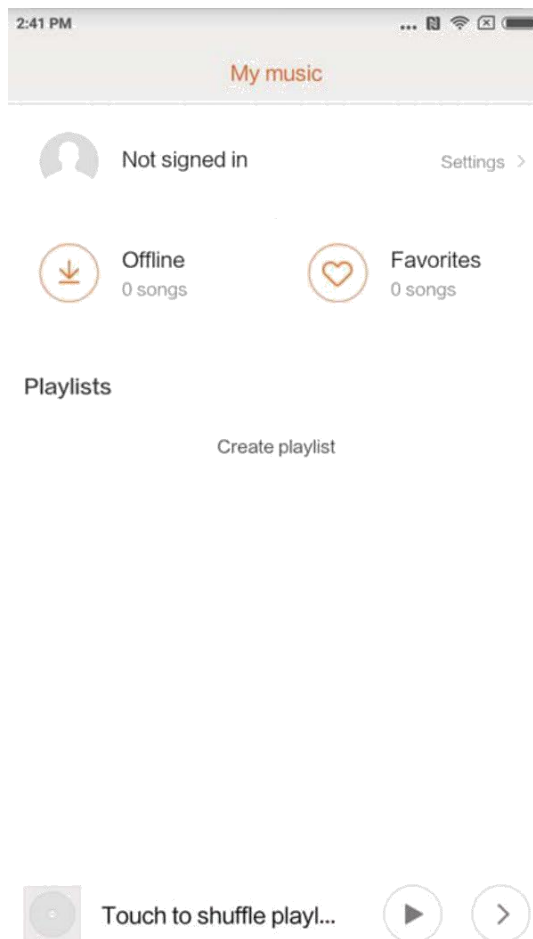 2:41 PM
My music
Not signed in
Settings
Offline
0 songs
Favorites
0 songs
Playlists
Create playlist
Touch to shuffle playl...